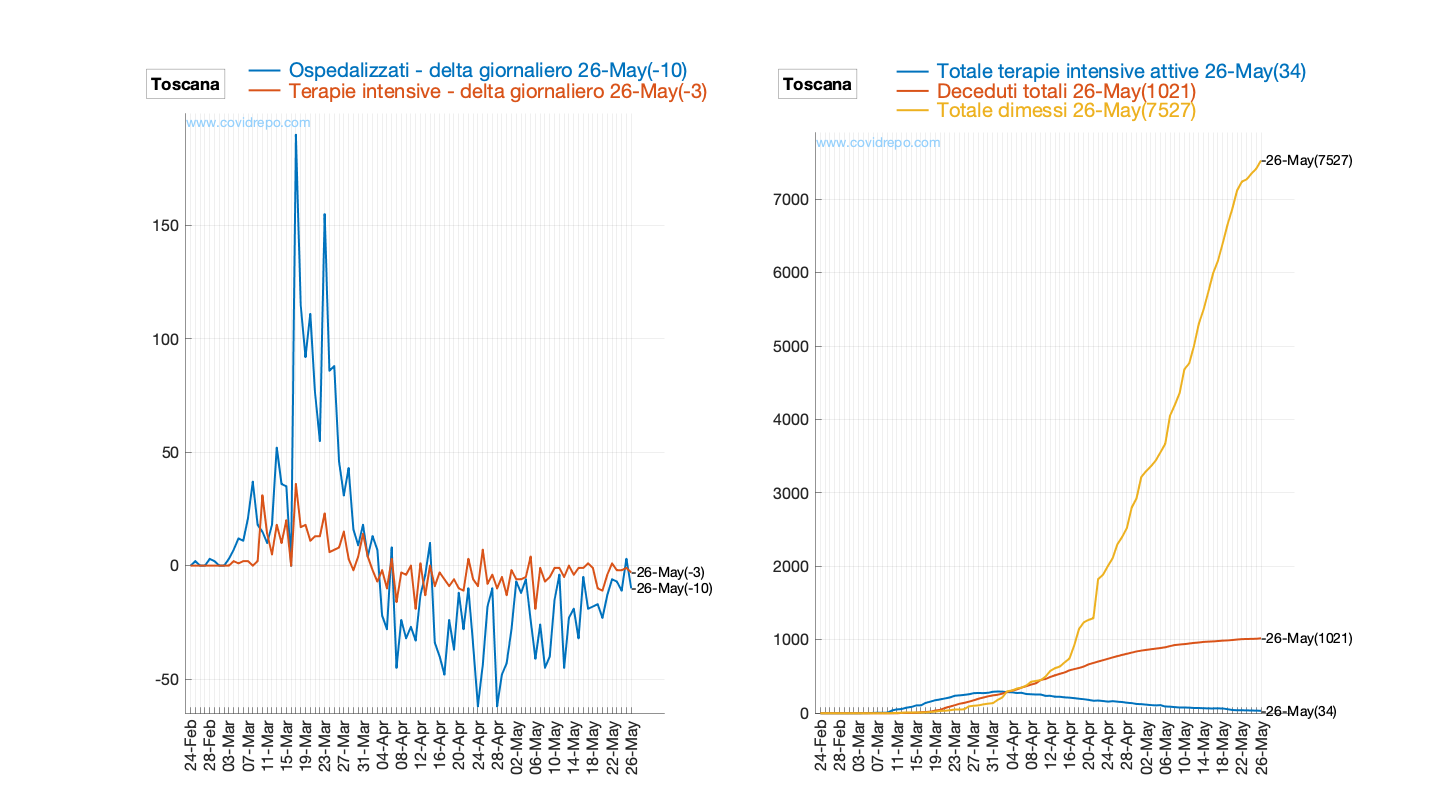 Toscana
Ospedalizzati - delta giornaliero 26-May(-10)
Terapie intensive - delta giornaliero 26-May(-3)
www.covidrepo.com
150
100
50
0
-50
26-May(-3)
26-May(-10)
24-Feb
28-Feb
03-Mar
07-Mar
11-Mar
15-Mar
19-Mar
23-Mar
27-Mar
31-Mar
04-Apr
08-Apr
12-Apr
16-Apr
20-Apr
24-Apr
28-Apr
02-May
06-May
10-May
14-May
18-May
22-May
26-May
Toscana
Totale terapie intensive attive 26-May(34)
Deceduti totali 26-May(1021)
Totale dimessi 26-May(7527)
www.covidrepo.com
7000
6000
5000
4000
3000
2000
1000
0
26-May(7527)
26-May(1021)
26-May(34)
24-Feb
28-Feb
03-Mar
07-Mar
11-Mar
15-Mar
19-Mar
23-Mar
27-Mar
31-Mar
04-Apr
08-Apr
12-Apr
16-Apr
20-Apr
24-Apr
28-Apr
02-May
06-May
10-May
14-May
18-May
22-May
26-May